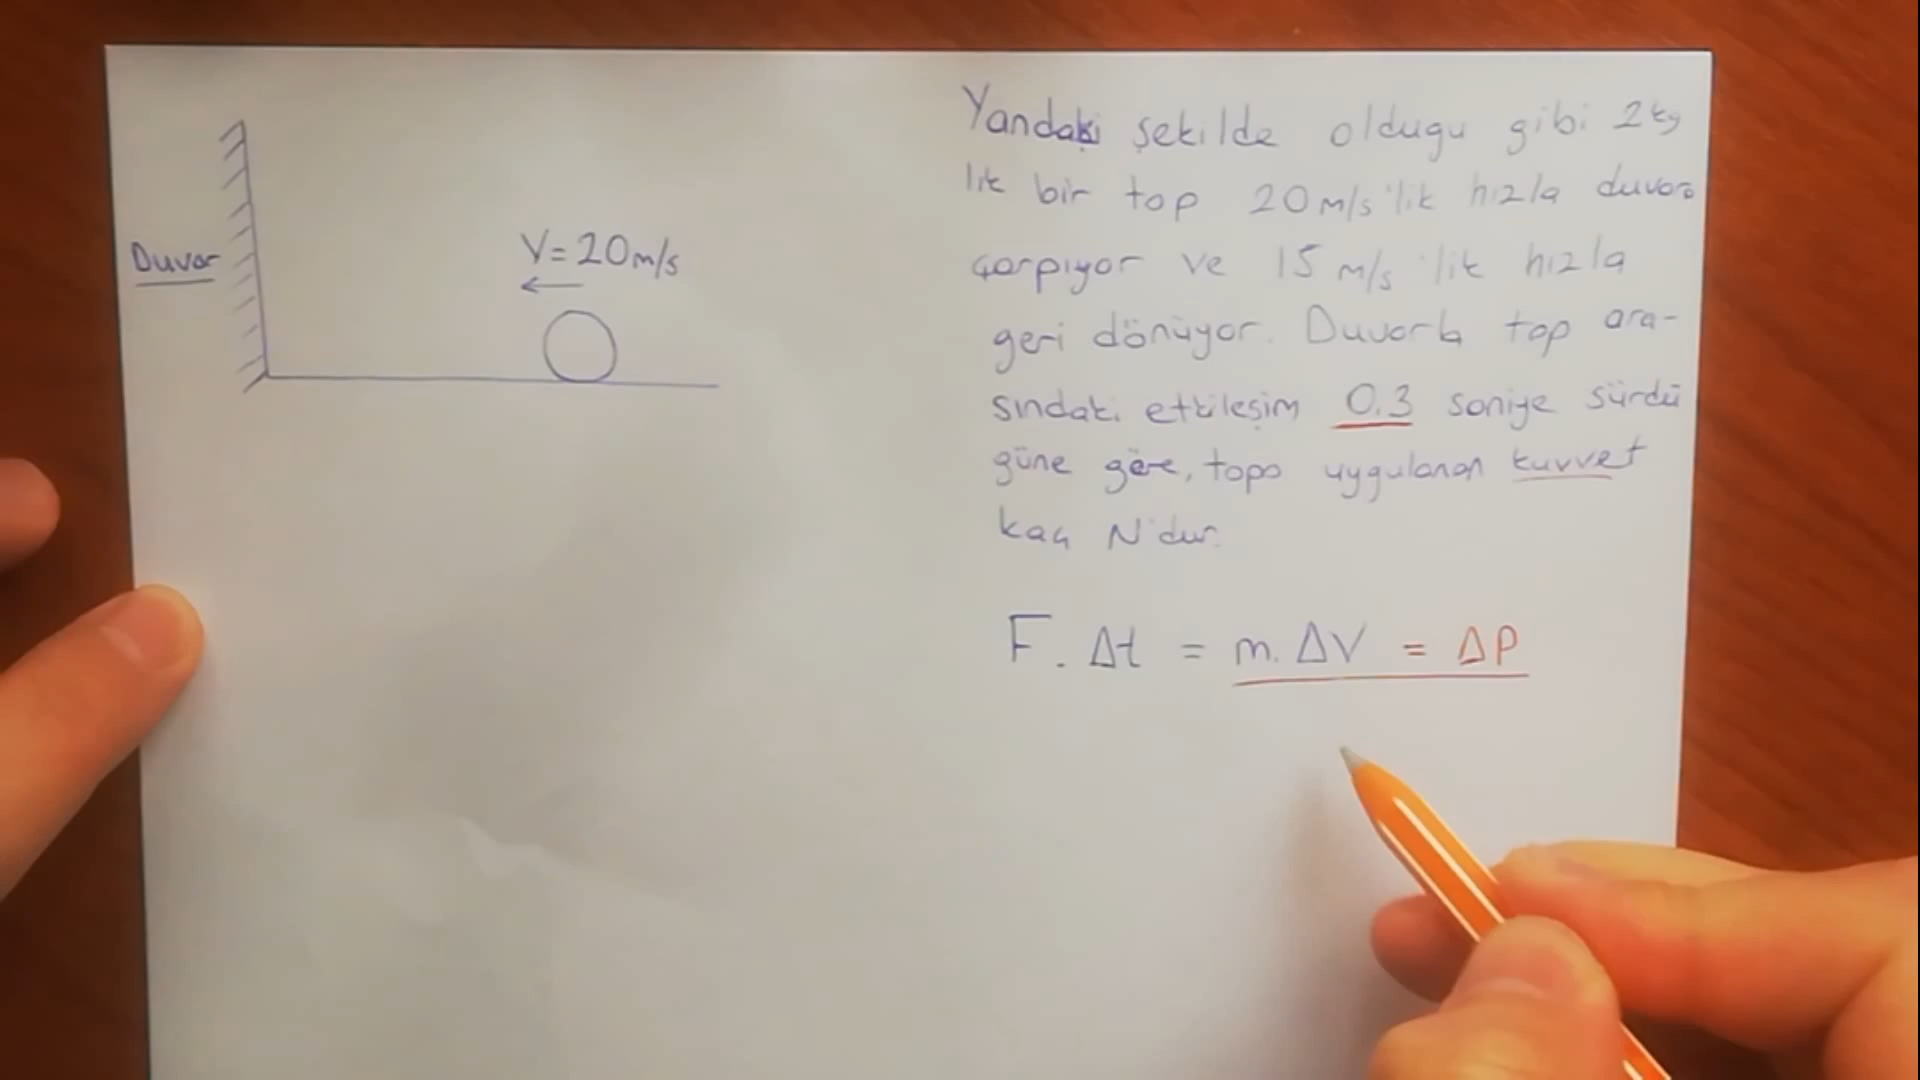 Duvar
V=20m/s
Yandaki şekilde olduğu gibi 2kg
lik bir top 20m/s'lik hızla duvara
çarpıyor ve 15 m/s 'lik hızla
geri dönüyor. Duvarla top ara-
sındaki etkileşim 0.3 soniye sürdü
güne göre, topa uygulanan kuvvet
kaç N'dur.
F. Δt = m. ΔV = ΔP